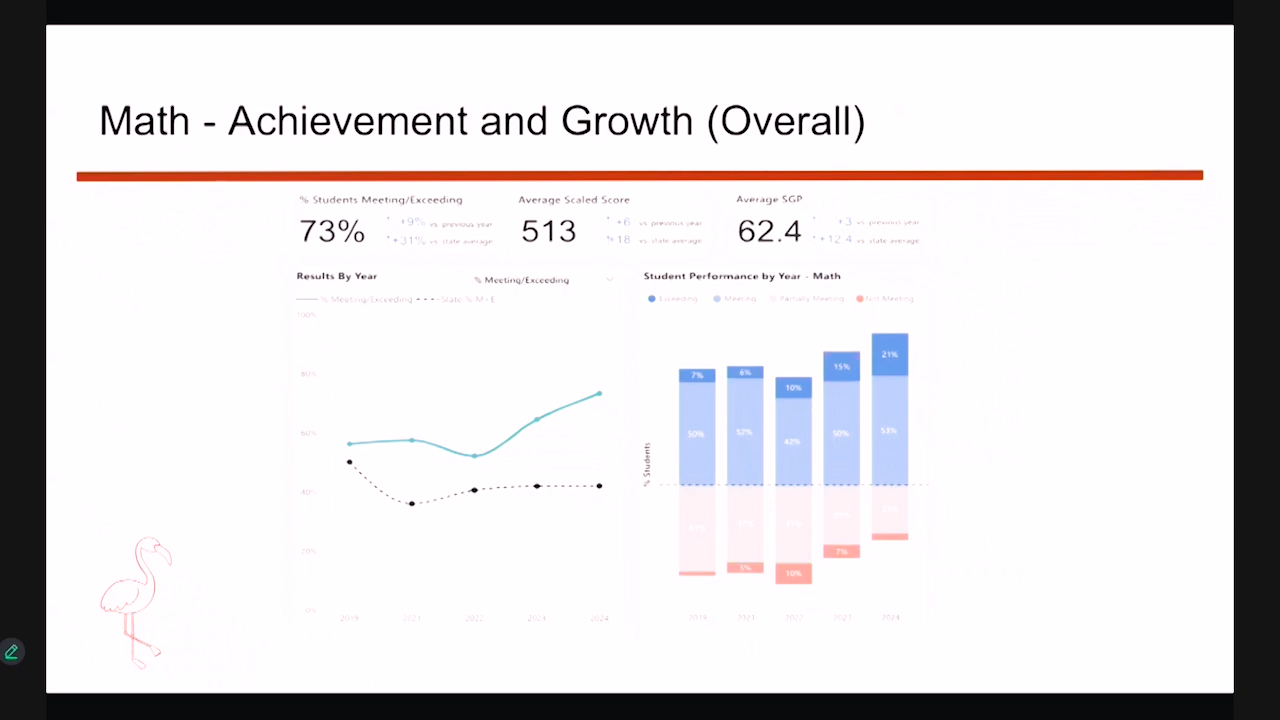 Math - Achievement and Growth (Overall)
% Students Meeting/Exceeding
73%
+9% vs. previous year
+31% vs. state average
Average Scaled Score
513
+6 vs. previous year
+18 vs. state average
Average SGP
62.4
+3 vs. previous year
+12.4 vs. state average
Results By Year
% Meeting/Exceeding
% Meeting/Exceeding State % M+E
100%
80%
60%
40%
20%
0%
2019 2021 2022 2023 2024
Student Performance by Year - Math
Exceeding Meeting Partially Meeting Not Meeting
% Students
7% 6% 10% 15% 21%
50% 52% 42% 50% 53%
5% 10% 7%
2019 2021 2022 2023 2024